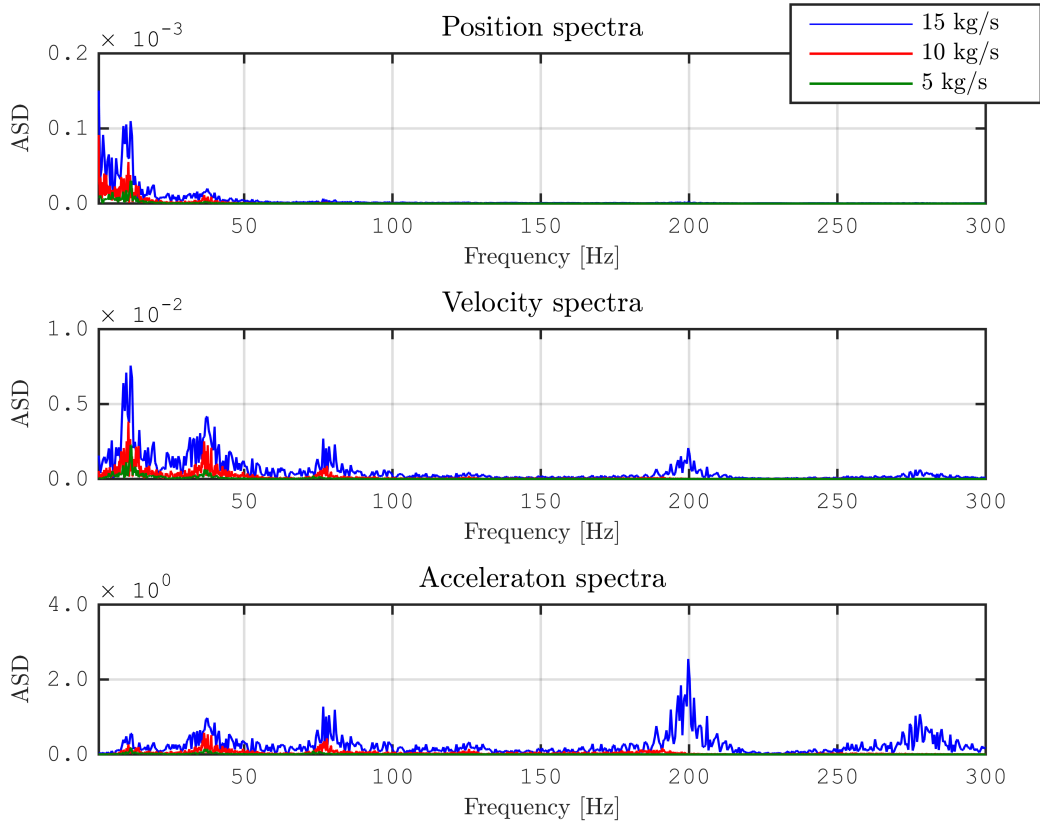 Position spectra
× 10⁻³
15 kg/s
10 kg/s
5 kg/s
0.2
0.1
0.0
ASD
50 100 150 200 250 300
Frequency [Hz]
Velocity spectra
× 10⁻²
1.0
0.5
0.0
ASD
50 100 150 200 250 300
Frequency [Hz]
Acceleraton spectra
× 10⁰
4.0
2.0
0.0
ASD
50 100 150 200 250 300
Frequency [Hz]